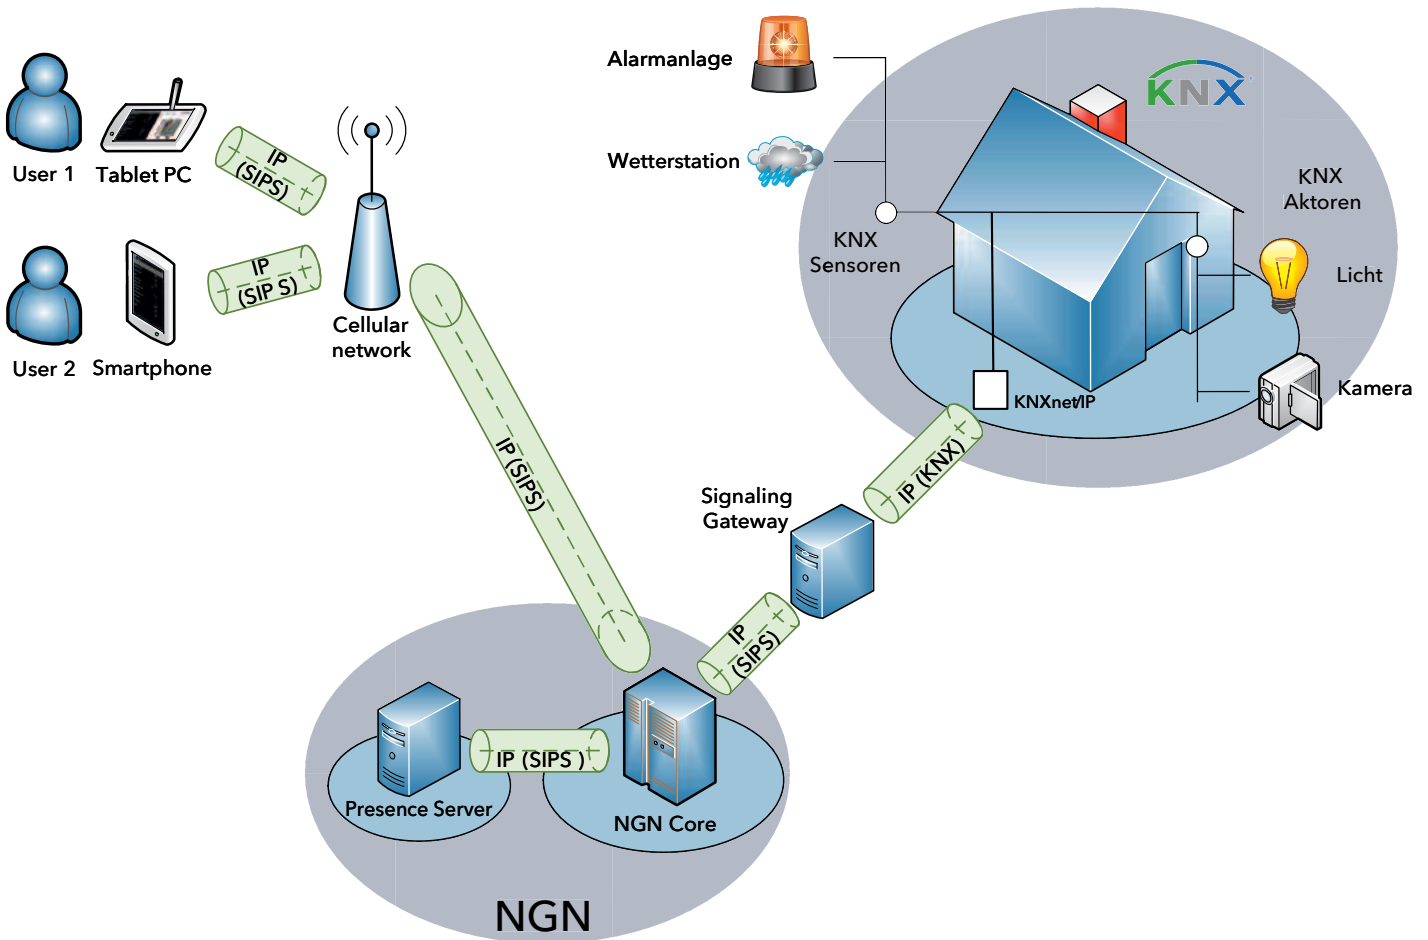 Alarmanlage
KNX
Wetterstation
User 1
Tablet PC
IP
(SIPS)
KNX
Aktoren
KNX
Sensoren
IP
(SIP S)
Licht
Cellular
network
User 2
Smartphone
KNXnet/IP
Kamera
IP (SIPS)
IP (KNX)
Signaling
Gateway
IP
(SIPS)
IP (SIPS )
Presence Server
NGN Core
NGN